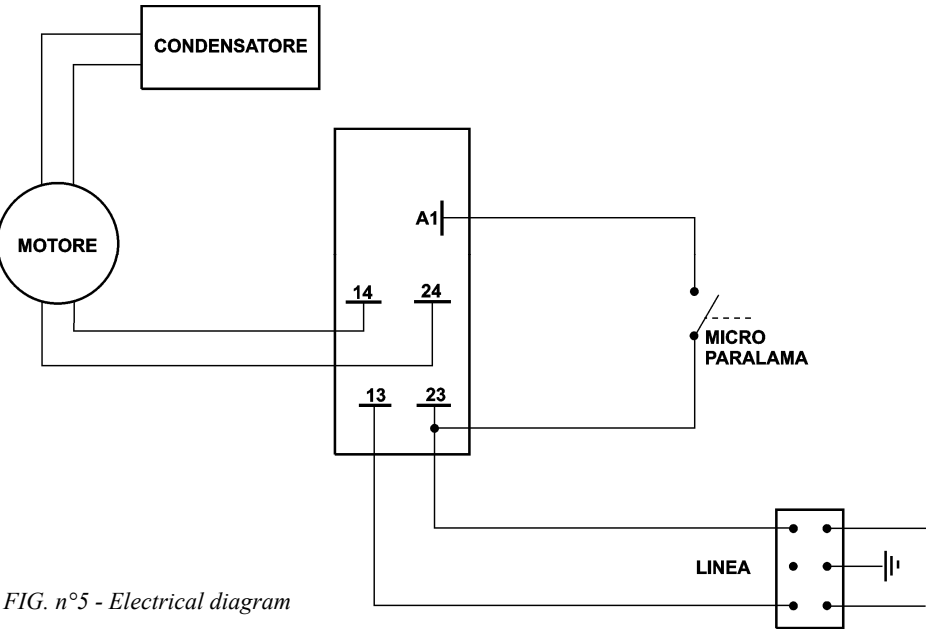 CONDENSATORE
A1
MOTORE
14
24
MICRO
PARALAMA
13
23
LINEA
FIG. n°5 - Electrical diagram